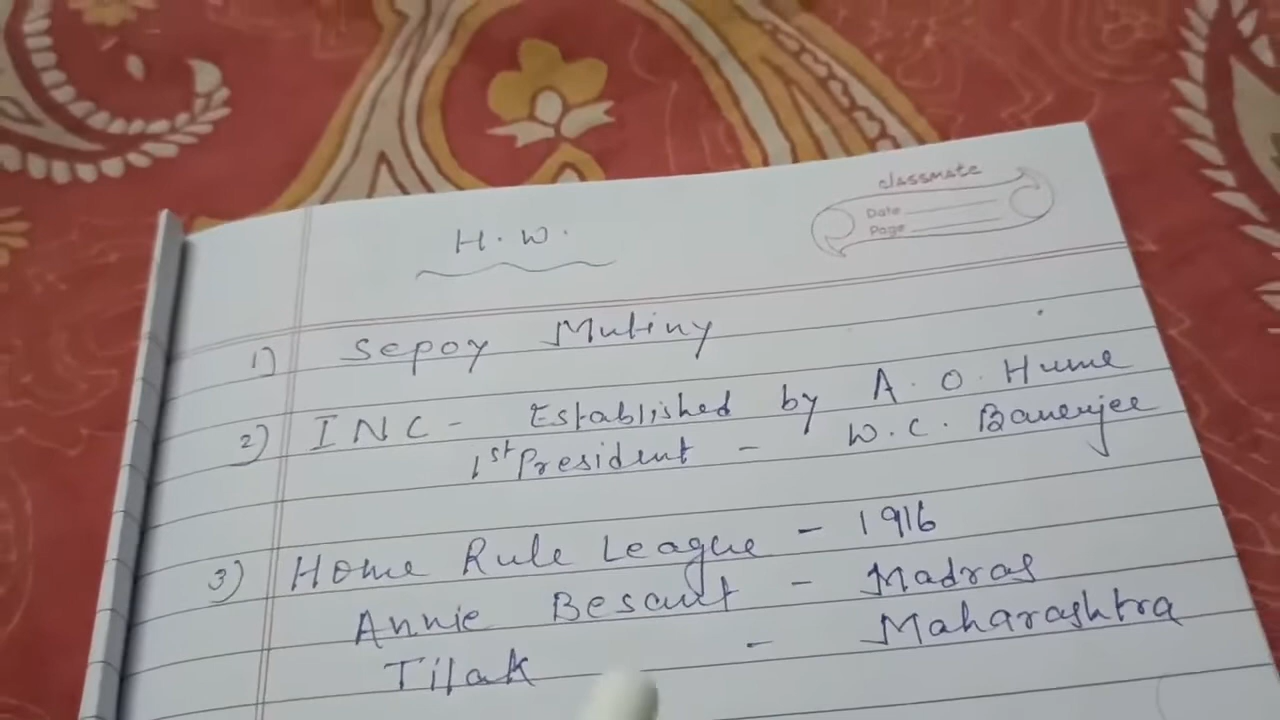 classmate
Date
Page
H.W.
1) Sepoy Mutiny
2) INC - Established by A.O. Hume
1st President - W.C. Banerjee
3) Home Rule League - 1916
Annie Besant - Madras
Tilak - Maharashtra